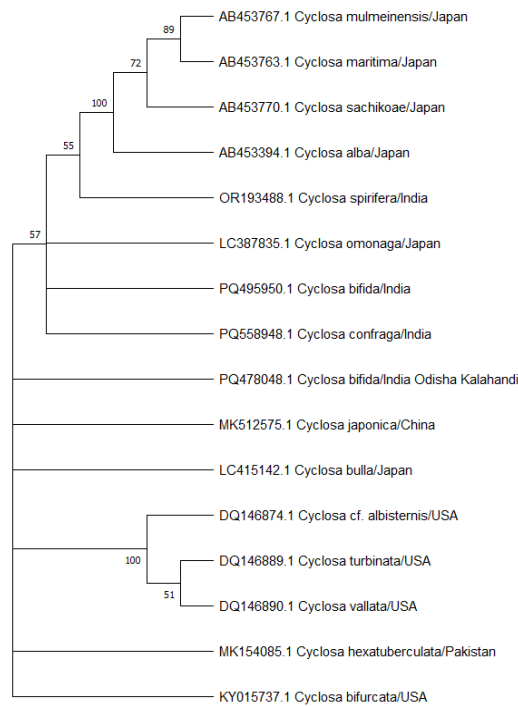 AB453767.1 Cyclosa mulmeinensis/Japan
89
AB453763.1 Cyclosa maritima/Japan
72
AB453770.1 Cyclosa sachikoae/Japan
100
AB453394.1 Cyclosa alba/Japan
55
OR193488.1 Cyclosa spirifera/India
57
LC387835.1 Cyclosa omonaga/Japan
PQ495950.1 Cyclosa bifida/India
PQ558948.1 Cyclosa confraga/India
PQ478048.1 Cyclosa bifida/India Odisha Kalahandi
MK512575.1 Cyclosa japonica/China
LC415142.1 Cyclosa bulla/Japan
DQ146874.1 Cyclosa cf. albisternis/USA
100
DQ146889.1 Cyclosa turbinata/USA
51
DQ146890.1 Cyclosa vallata/USA
MK154085.1 Cyclosa hexatuberculata/Pakistan
KY015737.1 Cyclosa bifurcata/USA